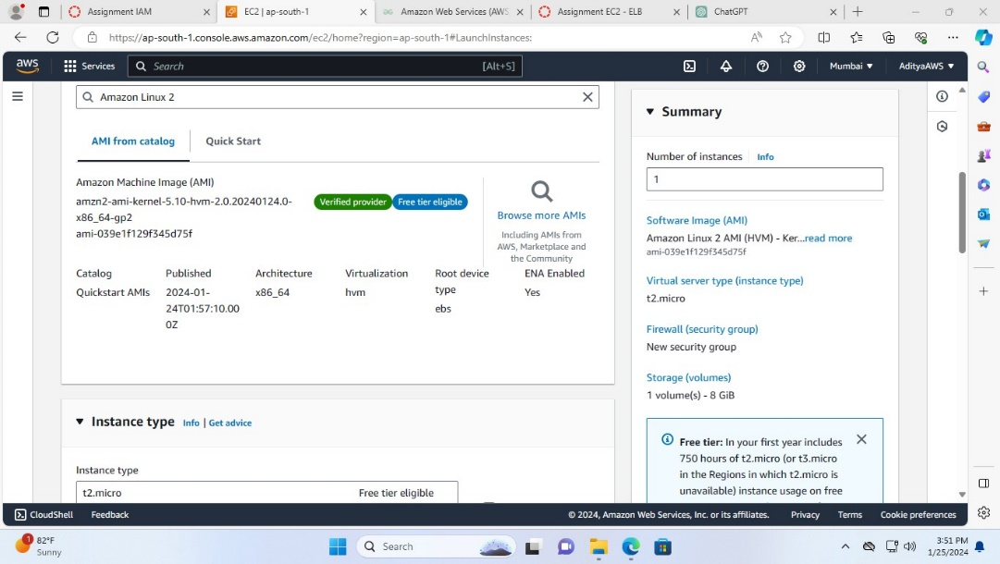 Assignment IAM
EC2 | ap-south-1
Amazon Web Services (AWS
Assignment EC2 - ELB
ChatGPT
https://ap-south-1.console.aws.amazon.com/ec2/home?region=ap-south-1#LaunchInstances:
aws
Services
Search
[Alt+S]
Mumbai
AdityaAWS
Amazon Linux 2
AMI from catalog
Quick Start
Amazon Machine Image (AMI)
amzn2-ami-kernel-5.10-hvm-2.0.20240124.0-
x86_64-gp2
ami-039e1f129f345d75f
Verified provider
Free tier eligible
Browse more AMIs
Including AMIs from
AWS, Marketplace and
the Community
Catalog
Quickstart AMIs
Published
2024-01-
24T01:57:10.00
0Z
Architecture
x86_64
Virtualization
hvm
Root device
type
ebs
ENA Enabled
Yes
Instance type
Info | Get advice
Instance type
t2.micro
Free tier eligible
Summary
Number of instances
Info
1
Software Image (AMI)
Amazon Linux 2 AMI (HVM) - Ker...read more
ami-039e1f129f345d75f
Virtual server type (instance type)
t2.micro
Firewall (security group)
New security group
Storage (volumes)
1 volume(s) - 8 GiB
Free tier: In your first year includes
750 hours of t2.micro (or t3.micro
in the Regions in which t2.micro is
unavailable) instance usage on free
CloudShell
Feedback
© 2024, Amazon Web Services, Inc. or its affiliates.
Privacy
Terms
Cookie preferences
1
82°F
Sunny
Search
3:51 PM
1/25/2024